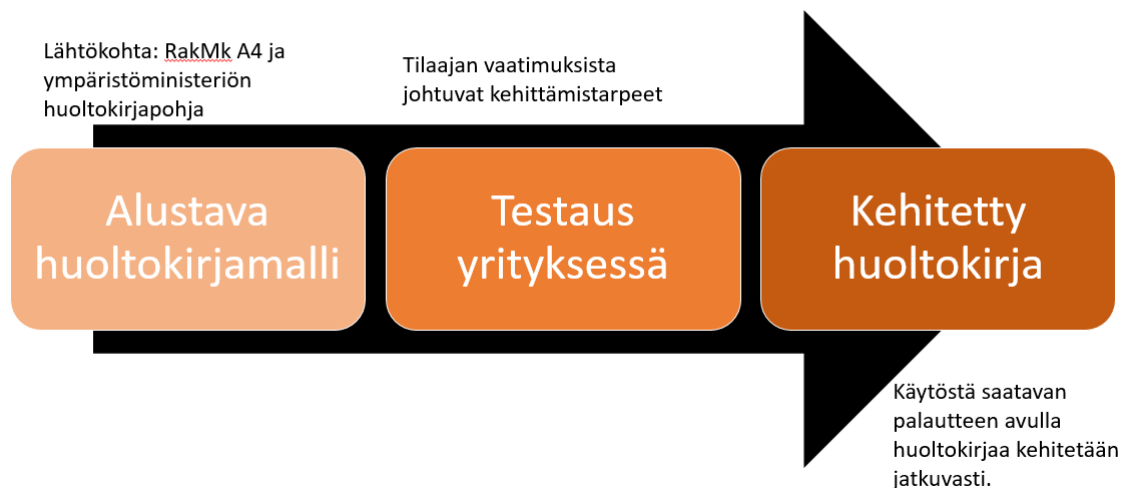 Lähtökohta: RakMk A4 ja
ympäristöministeriön
huoltokirjapohja
Tilaajan vaatimuksista
johtuvat kehittämistarpeet
Alustava
huoltokirjamalli
Testaus
yrityksessä
Kehitetty
huoltokirja
Käytöstä saatavan
palautteen avulla
huoltokirjaa kehitetään
jatkuvasti.